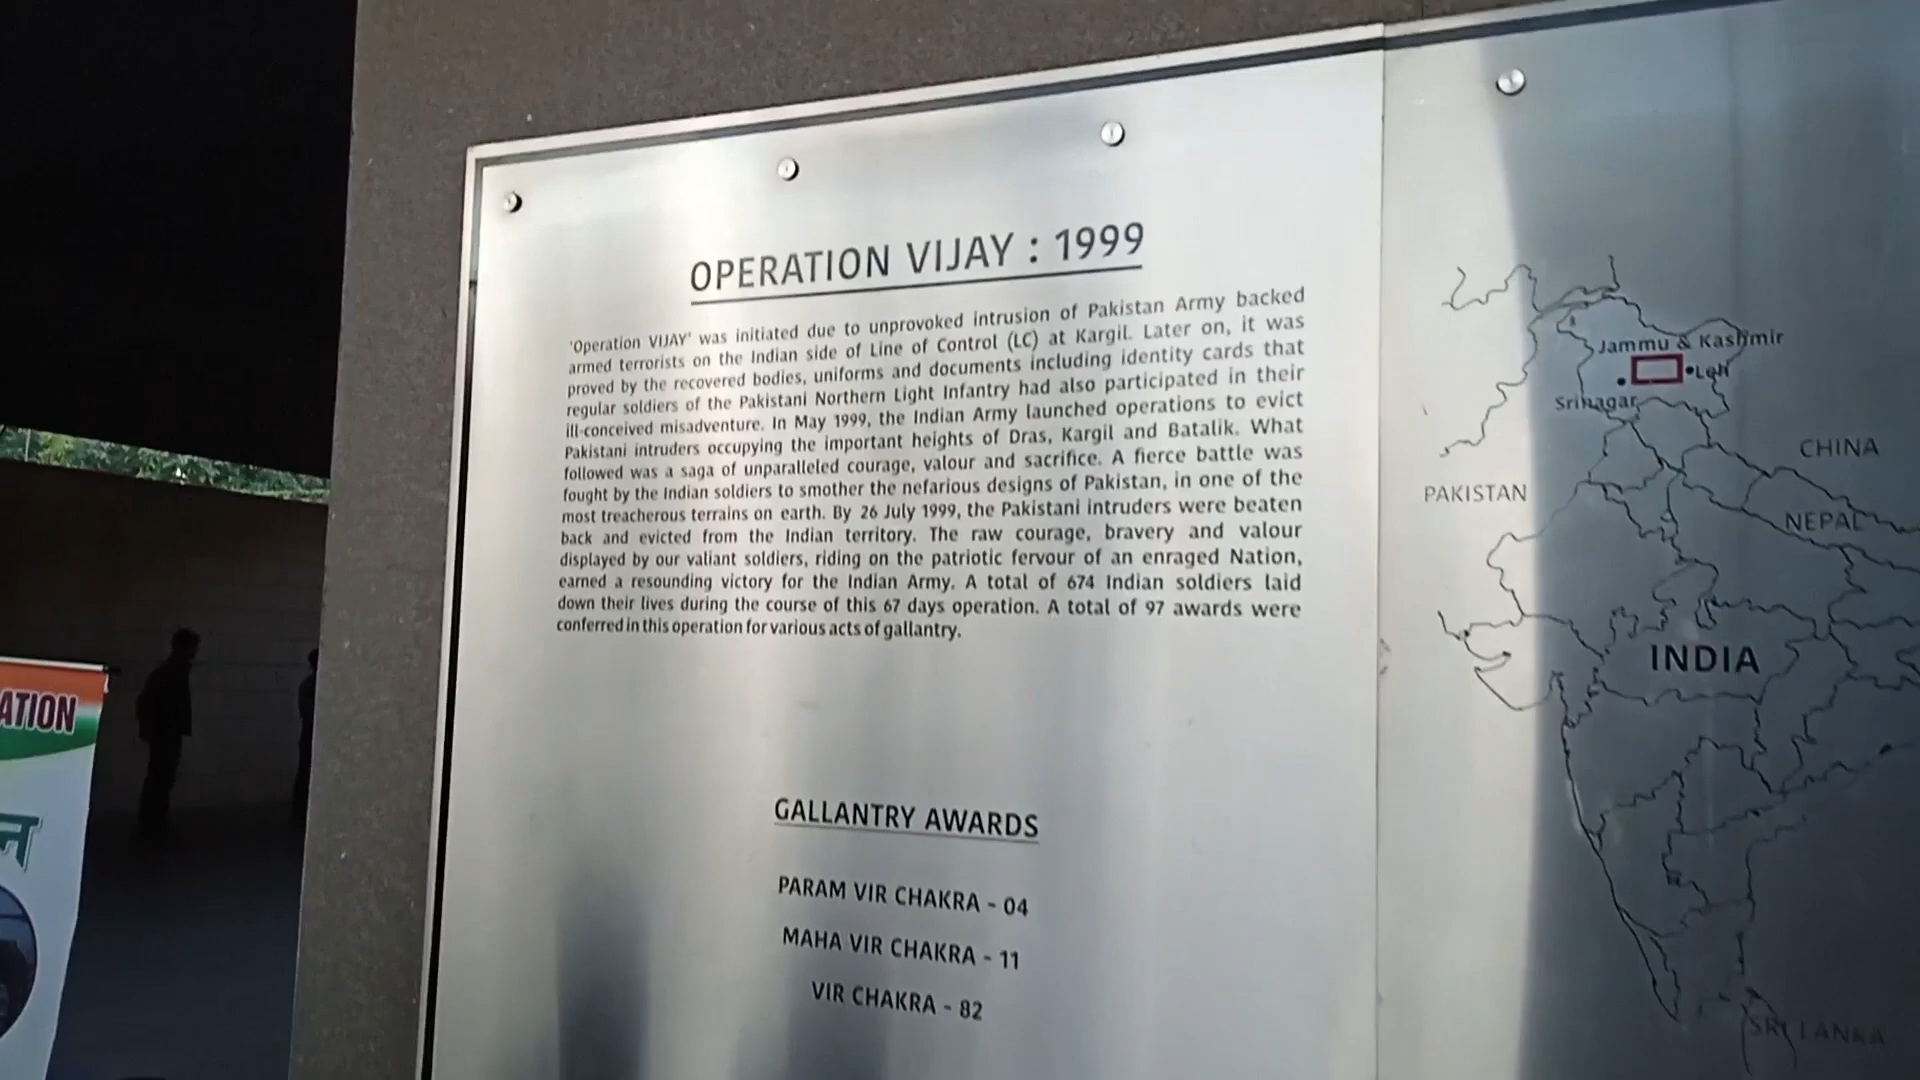 OPERATION VIJAY : 1999
'Operation VIJAY' was initiated due to unprovoked intrusion of Pakistan Army backed
armed terrorists on the Indian side of Line of Control (LC) at Kargil. Later on, it was
proved by the recovered bodies, uniforms and documents including identity cards that
regular soldiers of the Pakistani Northern Light Infantry had also participated in their
ill-conceived misadventure. In May 1999, the Indian Army launched operations to evict
Pakistani intruders occupying the important heights of Dras, Kargil and Batalik. What
followed was a saga of unparalleled courage, valour and sacrifice. A fierce battle was
fought by the Indian soldiers to smother the nefarious designs of Pakistan, in one of the
most treacherous terrains on earth. By 26 July 1999, the Pakistani intruders were beaten
back and evicted from the Indian territory. The raw courage, bravery and valour
displayed by our valiant soldiers, riding on the patriotic fervour of an enraged Nation,
earned a resounding victory for the Indian Army. A total of 674 Indian soldiers laid
down their lives during the course of this 67 days operation. A total of 97 awards were
conferred in this operation for various acts of gallantry.
GALLANTRY AWARDS
PARAM VIR CHAKRA - 04
MAHA VIR CHAKRA - 11
VIR CHAKRA - 82
Jammu & Kashmir
Leh
Srinagar
CHINA
PAKISTAN
NEPAL
INDIA
SRI LANKA
ATION